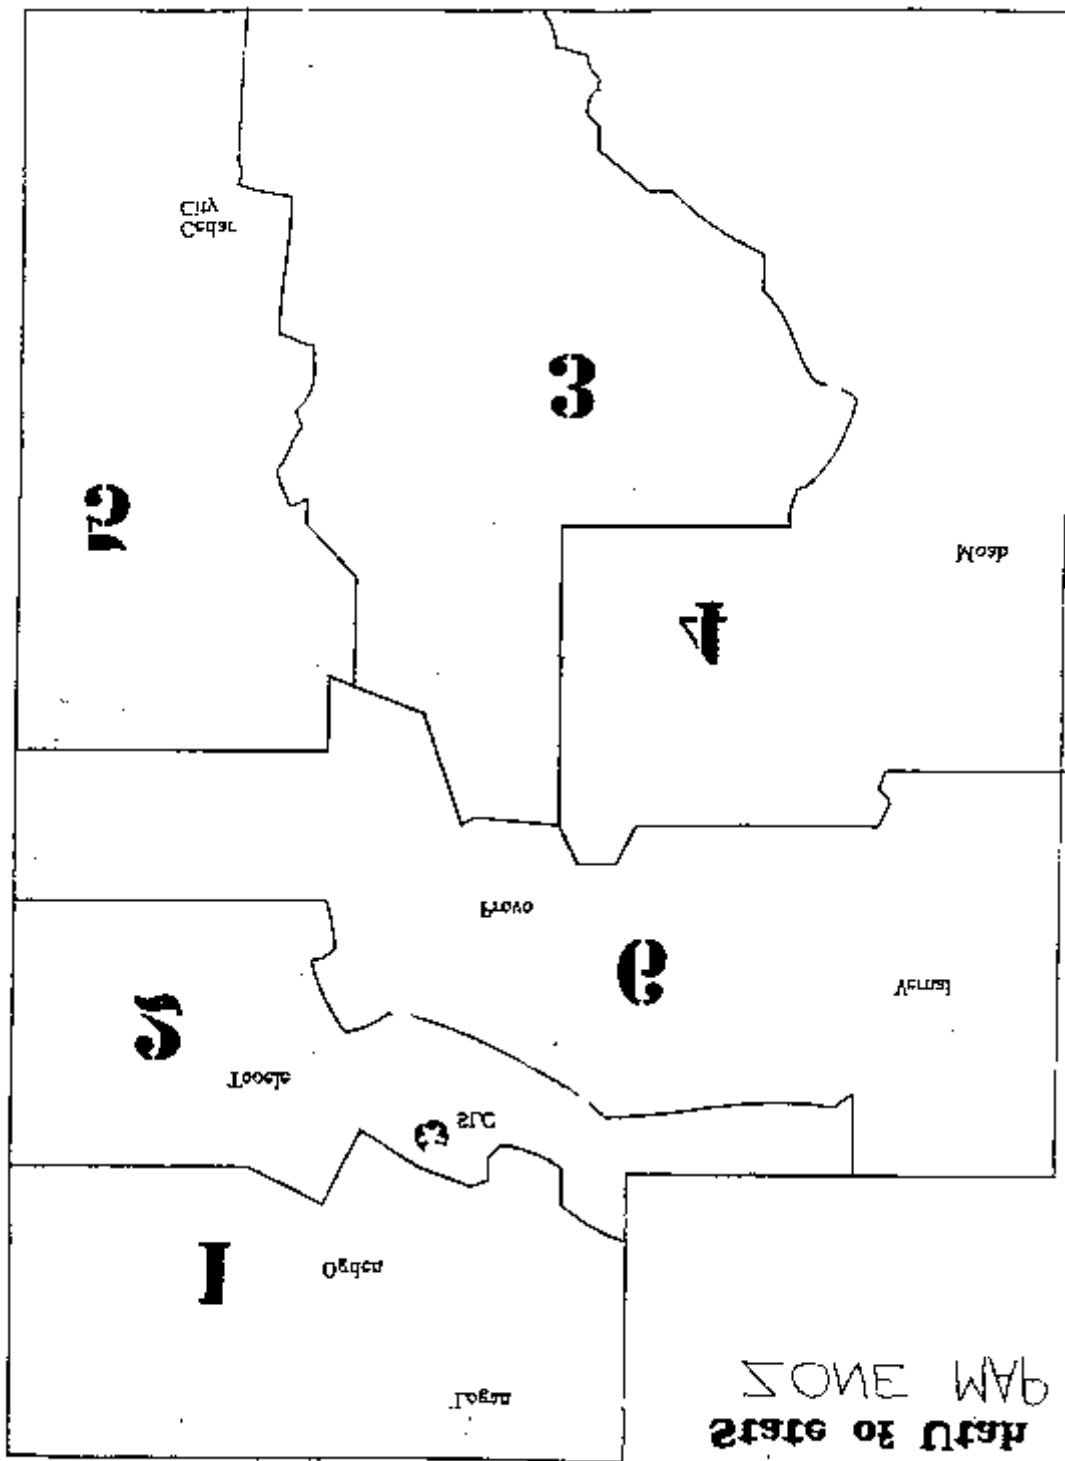 State of Utah
ZONE MAP
Logan
Ogden
1
SLC
Tooele
2
Vernal
6
Provo
4
Moab
5
3
Cedar
City